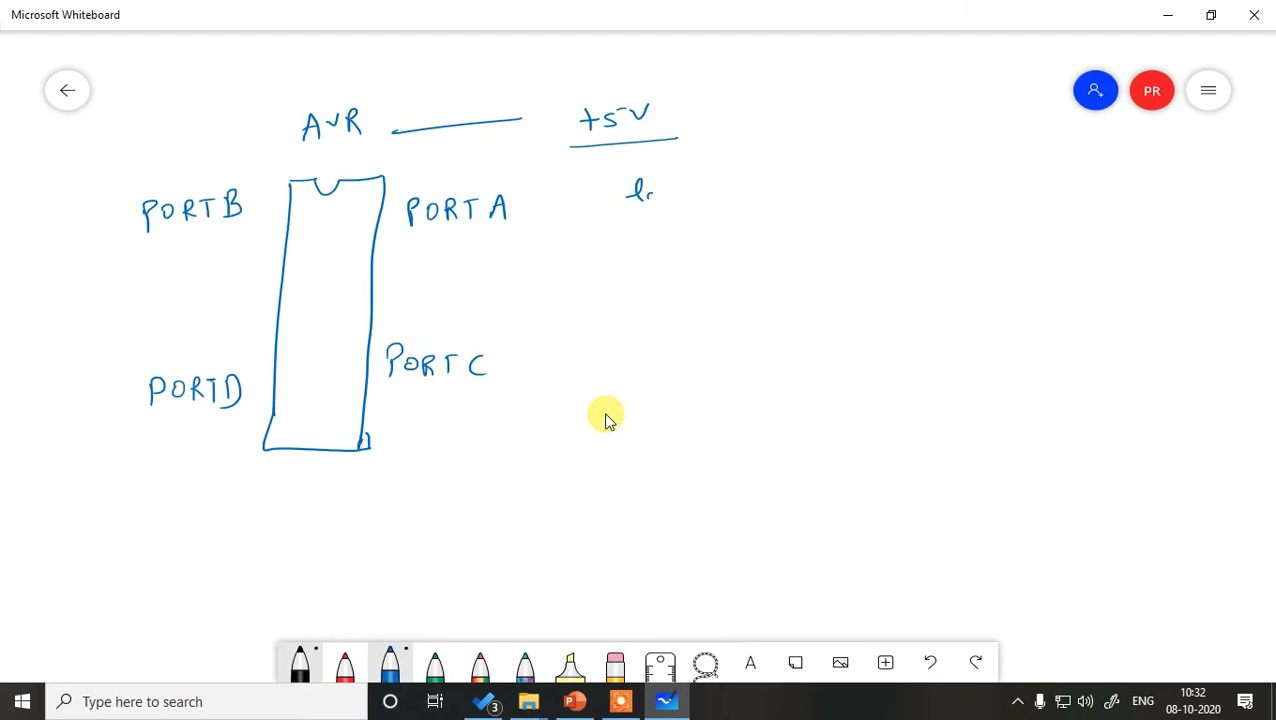 Microsoft Whiteboard
PR
AVR +5V
PORTB PORTA
PORTC
PORTD
A
Type here to search
3
ENG
10:32
08-10-2020